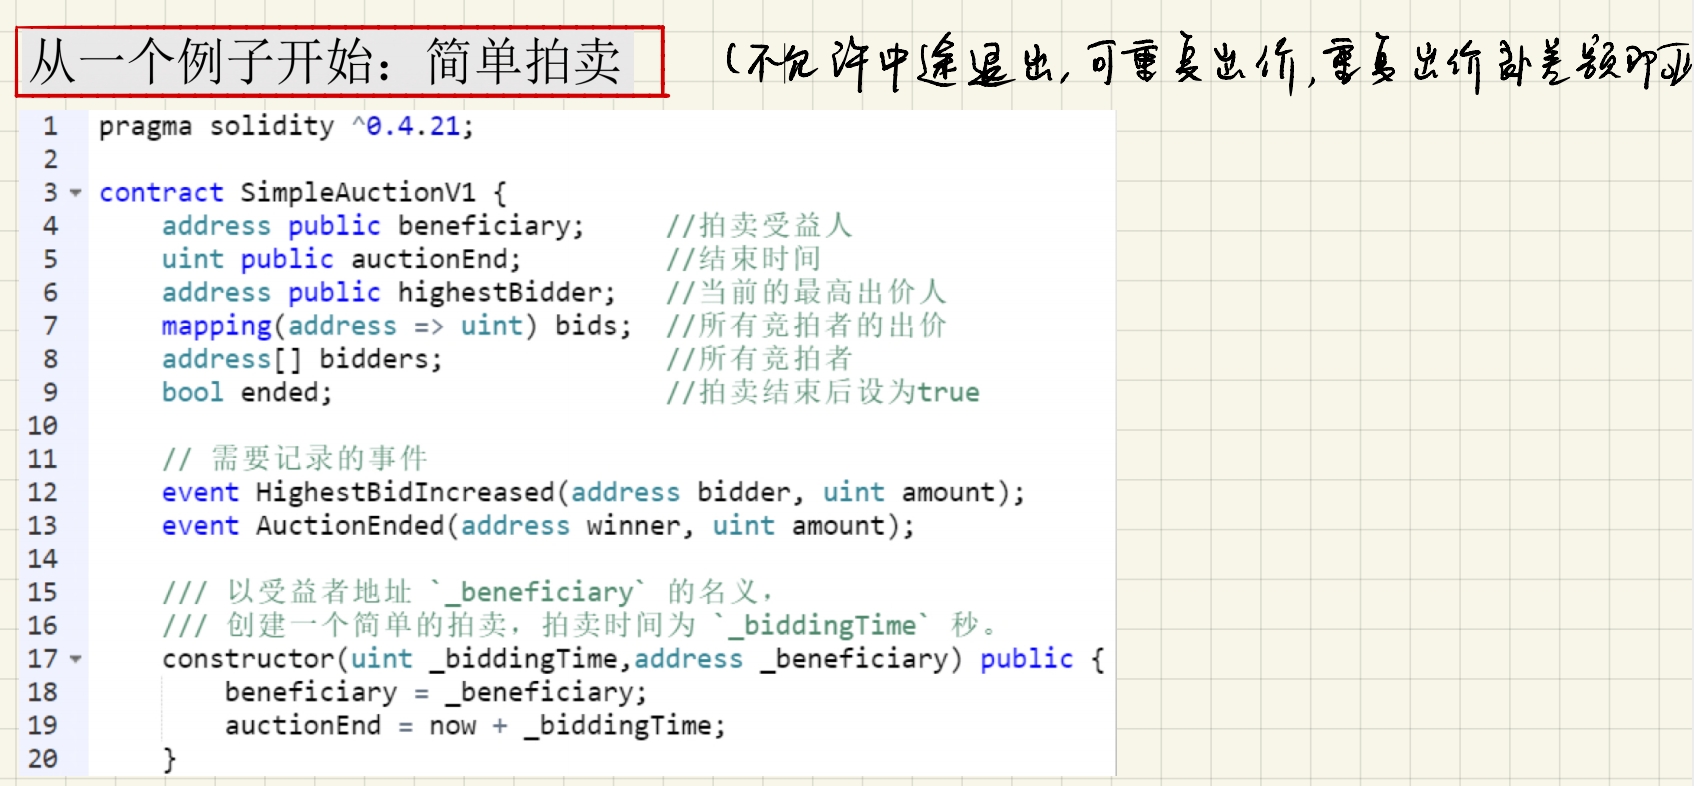 从一个例子开始：简单拍卖
（不允许中途退出，可重复出价，重复出价补差额即可
1 pragma solidity ^0.4.21;
2
3 contract SimpleAuctionV1 {
4 address public beneficiary; //拍卖受益人
5 uint public auctionEnd; //结束时间
6 address public highestBidder; //当前的最高出价人
7 mapping(address => uint) bids; //所有竞拍者的出价
8 address[] bidders; //所有竞拍者
9 bool ended; //拍卖结束后设为true
10
11 // 需要记录的事件
12 event HighestBidIncreased(address bidder, uint amount);
13 event AuctionEnded(address winner, uint amount);
14
15 /// 以受益者地址 `_beneficiary` 的名义，
16 /// 创建一个简单的拍卖，拍卖时间为 `_biddingTime` 秒。
17 constructor(uint _biddingTime,address _beneficiary) public {
18 beneficiary = _beneficiary;
19 auctionEnd = now + _biddingTime;
20 }